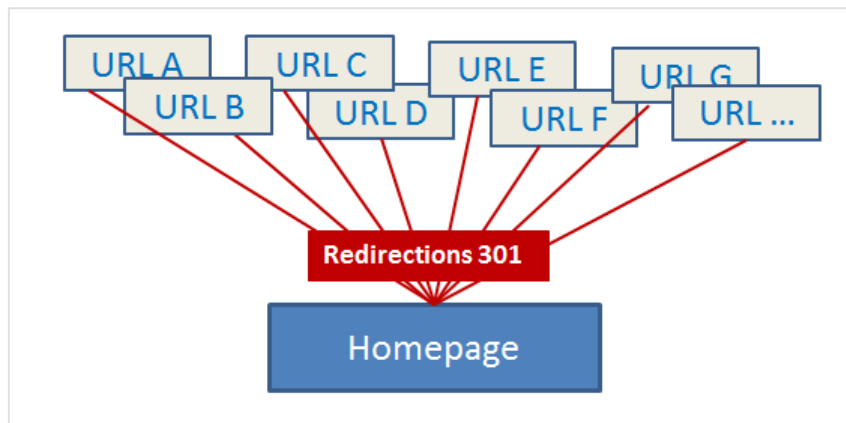 URL A
URL B
URL C
URL D
URL E
URL F
URL G
URL ...
Redirections 301
Homepage